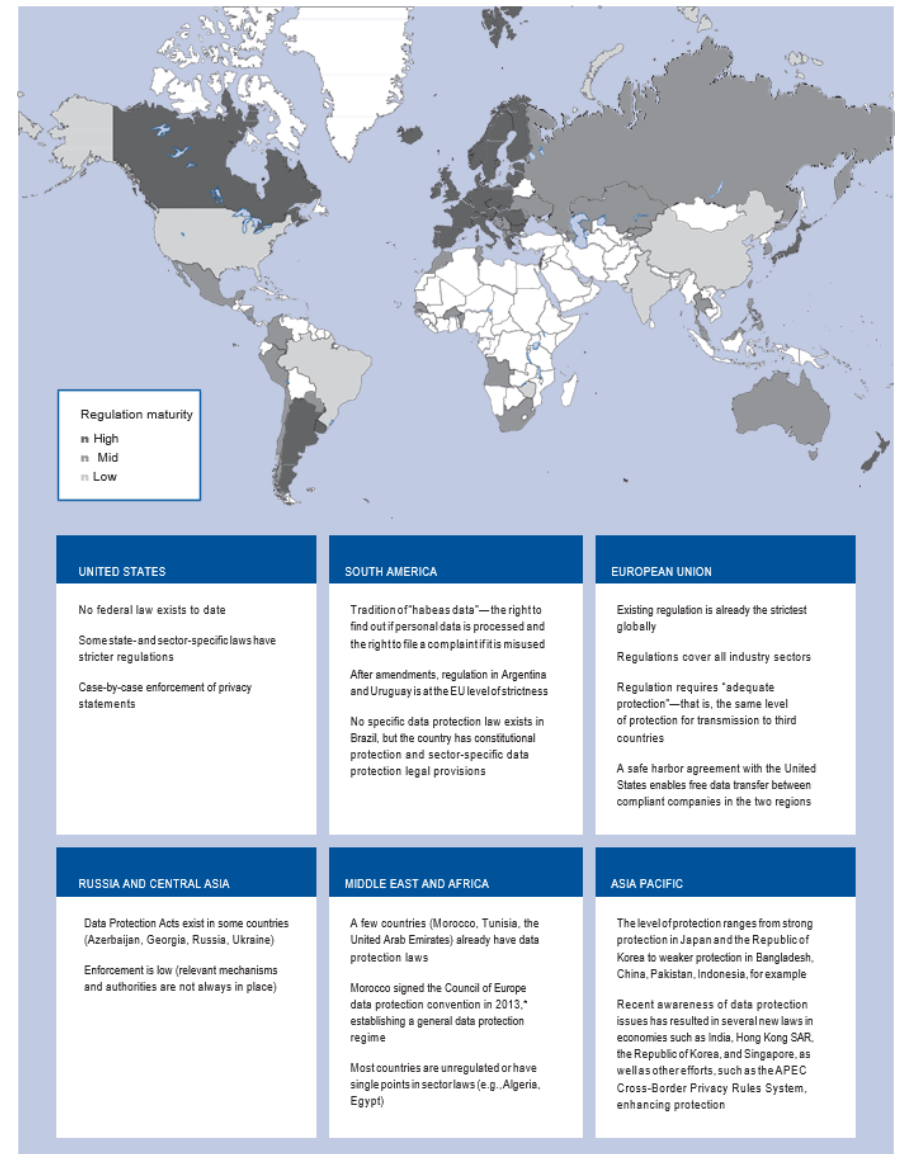 Regulation maturity
n High
n Mid
n Low
UNITED STATES
No federal law exists to date
Some state- and sector-specific laws have
stricter regulations
Case-by-case enforcement of privacy
statements
SOUTH AMERICA
Tradition of "habeas data"—the right to
find out if personal data is processed and
the right to file a complaint if it is misused
After amendments, regulation in Argentina
and Uruguay is at the EU level of strictness
No specific data protection law exists in
Brazil, but the country has constitutional
protection and sector-specific data
protection legal provisions
EUROPEAN UNION
Existing regulation is already the strictest
globally
Regulations cover all industry sectors
Regulation requires "adequate
protection"—that is, the same level
of protection for transmission to third
countries
A safe harbor agreement with the United
States enables free data transfer between
compliant companies in the two regions
RUSSIA AND CENTRAL ASIA
Data Protection Acts exist in some countries
(Azerbaijan, Georgia, Russia, Ukraine)
Enforcement is low (relevant mechanisms
and authorities are not always in place)
MIDDLE EAST AND AFRICA
A few countries (Morocco, Tunisia, the
United Arab Emirates) already have data
protection laws
Morocco signed the Council of Europe
data protection convention in 2013,*
establishing a general data protection
regime
Most countries are unregulated or have
single points in sector laws (e.g., Algeria,
Egypt)
ASIA PACIFIC
The level of protection ranges from strong
protection in Japan and the Republic of
Korea to weaker protection in Bangladesh,
China, Pakistan, Indonesia, for example
Recent awareness of data protection
issues has resulted in several new laws in
economies such as India, Hong Kong SAR,
the Republic of Korea, and Singapore, as
well as other efforts, such as the APEC
Cross-Border Privacy Rules System,
enhancing protection